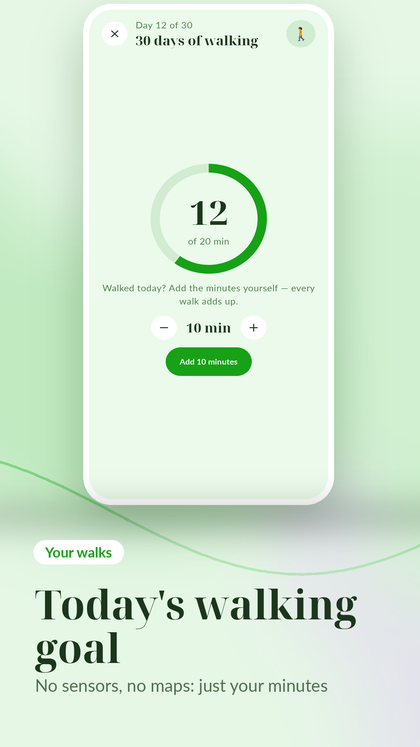 Day 12 of 30
30 days of walking
12
of 20 min
Walked today? Add the minutes yourself — every
walk adds up.
− 10 min +
Add 10 minutes
Your walks
Today's walking
goal
No sensors, no maps: just your minutes